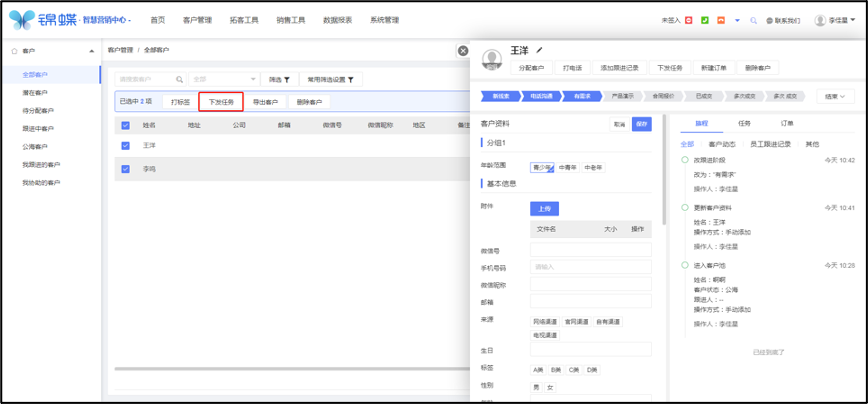 锦蝶 · 智慧营销中心 · 首页 客户管理 拓客工具 销售工具 数据报表 系统管理 未签入 联系我们 李佳星
客户 客户管理 / 全部客户
全部客户
潜在客户
待分配客户
跟进中客户
公海客户
我跟进的客户
我协助的客户
请搜索客户 全部 筛选 常用筛选设置
已选中 2 项 打标签 下发任务 导出客户 删除客户
姓名 地址 公司 邮箱 微信号 微信昵称 地区 备注
王洋
李鸣
王洋
分配客户 打电话 添加跟进记录 下发任务 新建订单 删除客户
新线索 电话沟通 有需求 产品演示 合同报价 已成交 多次成交 多次 成交 结束
客户资料 取消 保存
分组1
年龄范围 青少年 中青年 中老年
基本信息
附件 上传
文件名 大小 操作
微信号
手机号码 请输入
微信昵称
邮箱
来源 网络渠道 官网渠道 自有渠道
电视渠道
生日
标签 A类 B类 C类 D类
性别 男 女
旅程 任务 订单
全部 客户动态 员工跟进记录 其他
改跟进阶段 今天 10:42
改为：“有需求”
操作人：李佳星
更新客户资料 今天 10:41
姓名：王洋
操作方式：手动添加
操作人：李佳星
进入客户池 今天 10:28
姓名：啊啊
客户状态：公海
跟进人：--
操作方式：手动添加
操作人：李佳星
已经到底了